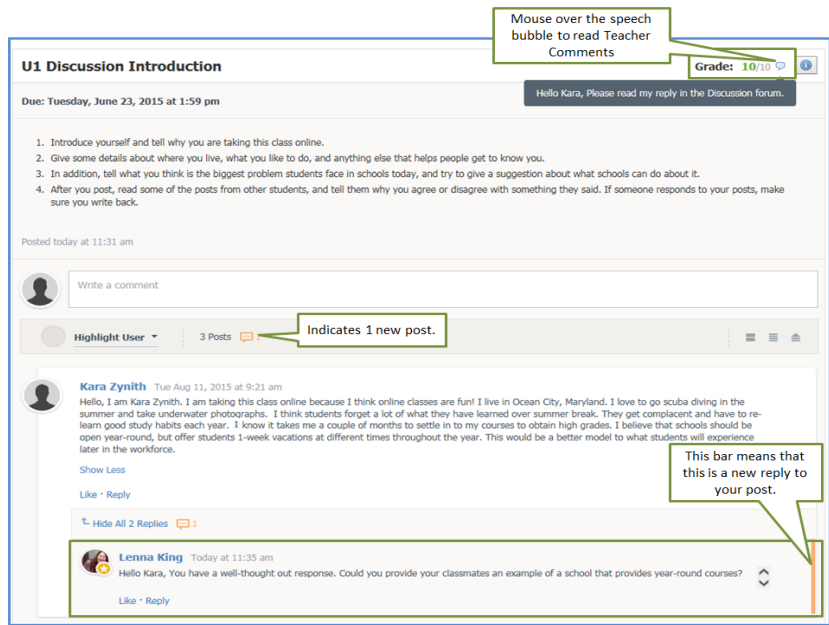 Mouse over the speech
bubble to read Teacher
Comments
U1 Discussion Introduction
Grade: 10/10
Due: Tuesday, June 23, 2015 at 1:59 pm
Hello Kara, Please read my reply in the Discussion forum.
1. Introduce yourself and tell why you are taking this class online.
2. Give some details about where you live, what you like to do, and anything else that helps people get to know you.
3. In addition, tell what you think is the biggest problem students face in schools today, and try to give a suggestion about what schools can do about it.
4. After you post, read some of the posts from other students, and tell them why you agree or disagree with something they said. If someone responds to your posts, make
sure you write back.
Posted today at 11:31 am
Write a comment
Highlight User
3 Posts
Indicates 1 new post.
Kara Zynith Tue Aug 11, 2015 at 9:21 am
Hello, I am Kara Zynith. I am taking this class online because I think online classes are fun! I live in Ocean City, Maryland. I love to go scuba diving in the
summer and take underwater photographs. I think students forget a lot of what they have learned over summer break. They get complacent and have to re-
learn good study habits each year. I know it takes me a couple of months to settle in to my courses to obtain high grades. I believe that schools should be
open year-round, but offer students 1-week vacations at different times throughout the year. This would be a better model to what students will experience
later in the workforce.
This bar means that
this is a new reply to
your post.
Show Less
Like · Reply
Hide All 2 Replies 1
Lenna King Today at 11:35 am
Hello Kara, You have a well-thought out response. Could you provide your classmates an example of a school that provides year-round courses?
Like · Reply